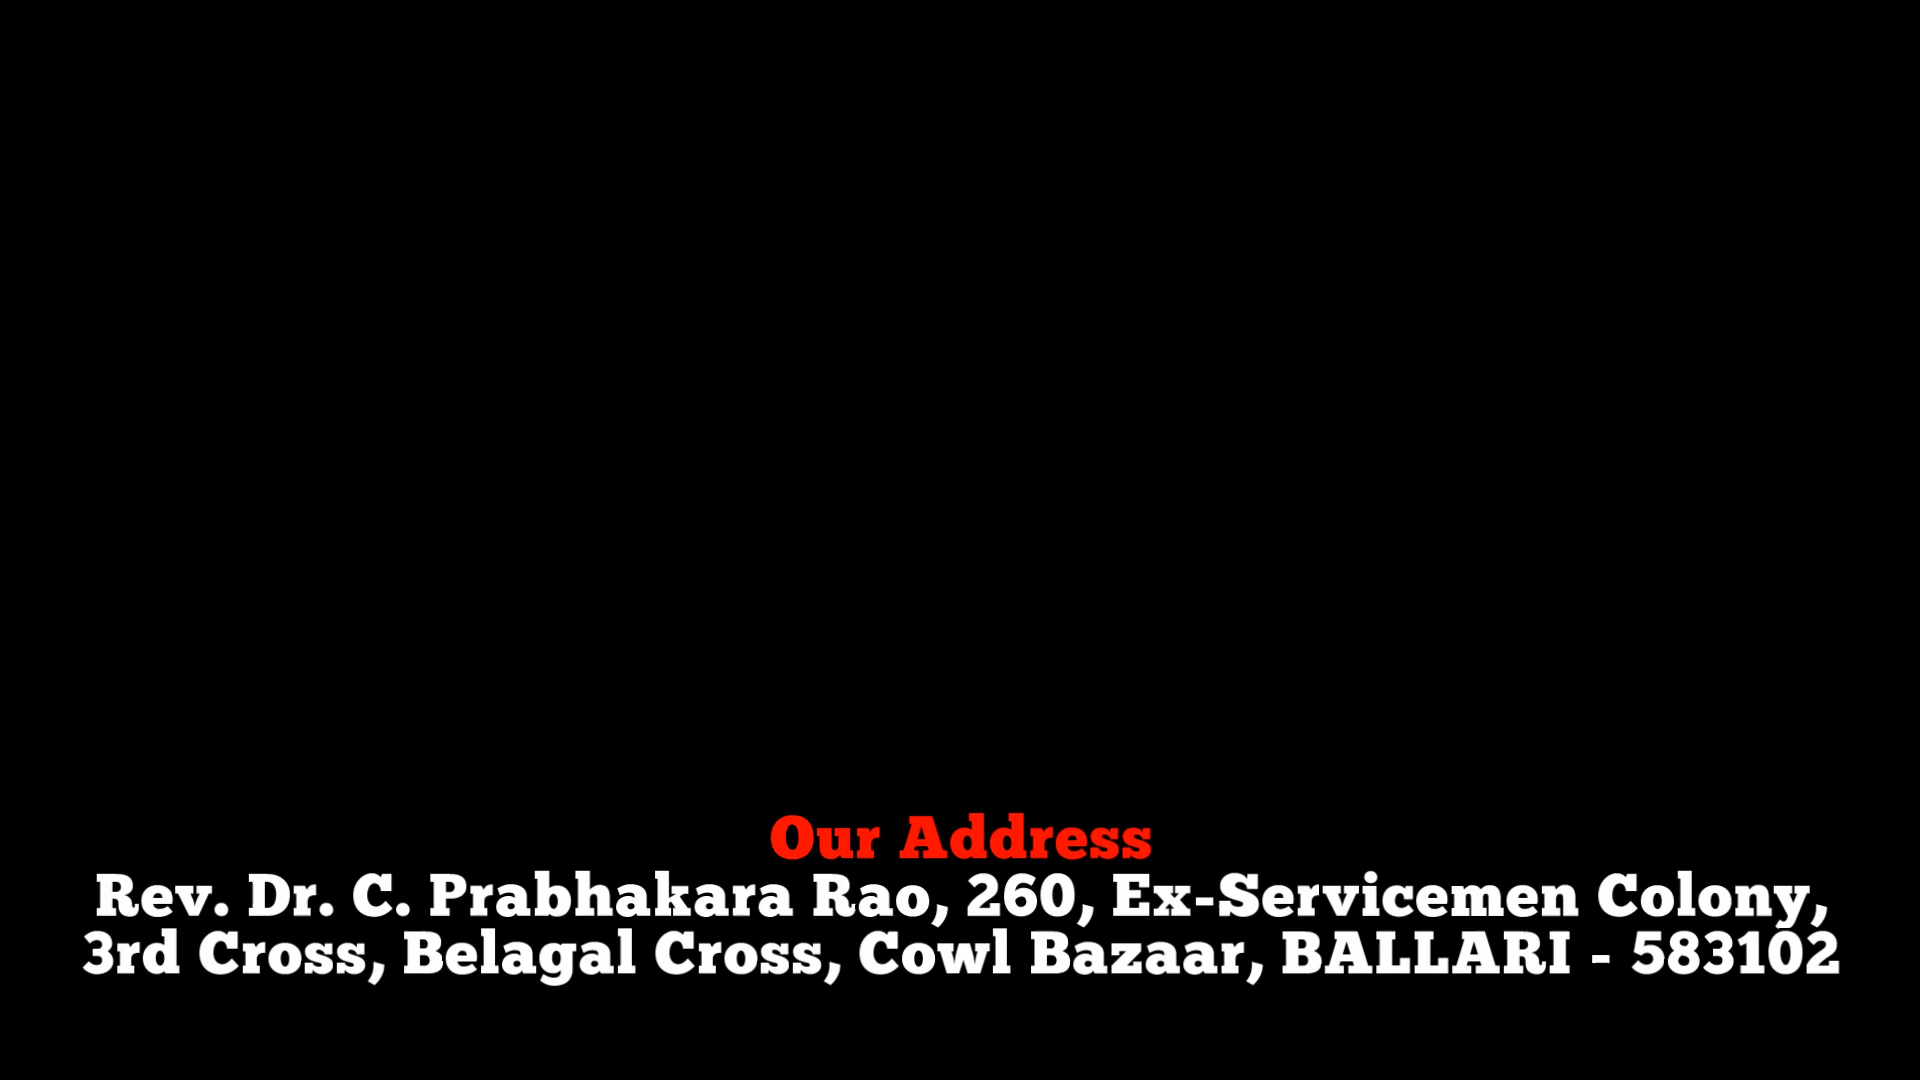 Our Address
Rev. Dr. C. Prabhakara Rao, 260, Ex-Servicemen Colony,
3rd Cross, Belagal Cross, Cowl Bazaar, BALLARI - 583102